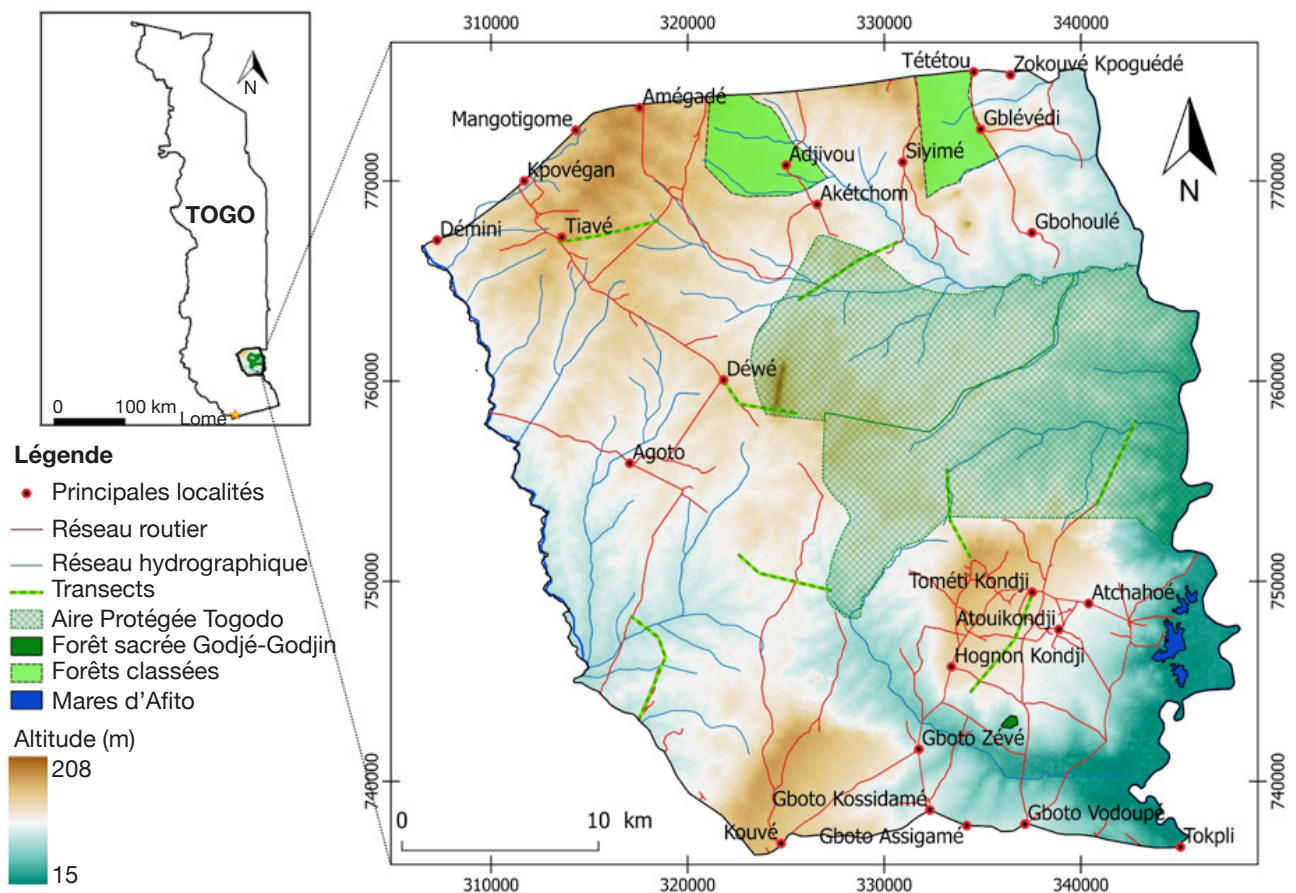 310000
320000
330000
340000
N
TOGO
0
100 km
Lome
Légende
Principales localités
Réseau routier
Réseau hydrographique
Transects
Aire Protégée Togodo
Forêt sacrée Godjé-Godjin
Forêts classées
Mares d’Afito
Altitude (m)
208
15
Tététou
Zokouvé Kpoguédé
Amégadé
Mangotigome
Gblévédi
N
Adjivou
Siyimé
Kpovégan
Akétchom
Démini
Tiavé
Gbohoulé
Déwé
Agoto
Tométi Kondji
Atchahoé
Atouikondji
Hognon Kondji
Gboto Zévé
Gboto Kossidamé
Gboto Vodoupé
Kouvé
Gboto Assigamé
Tokpli
0
10 km
770000
760000
750000
740000
770000
760000
750000
740000
310000
320000
330000
340000